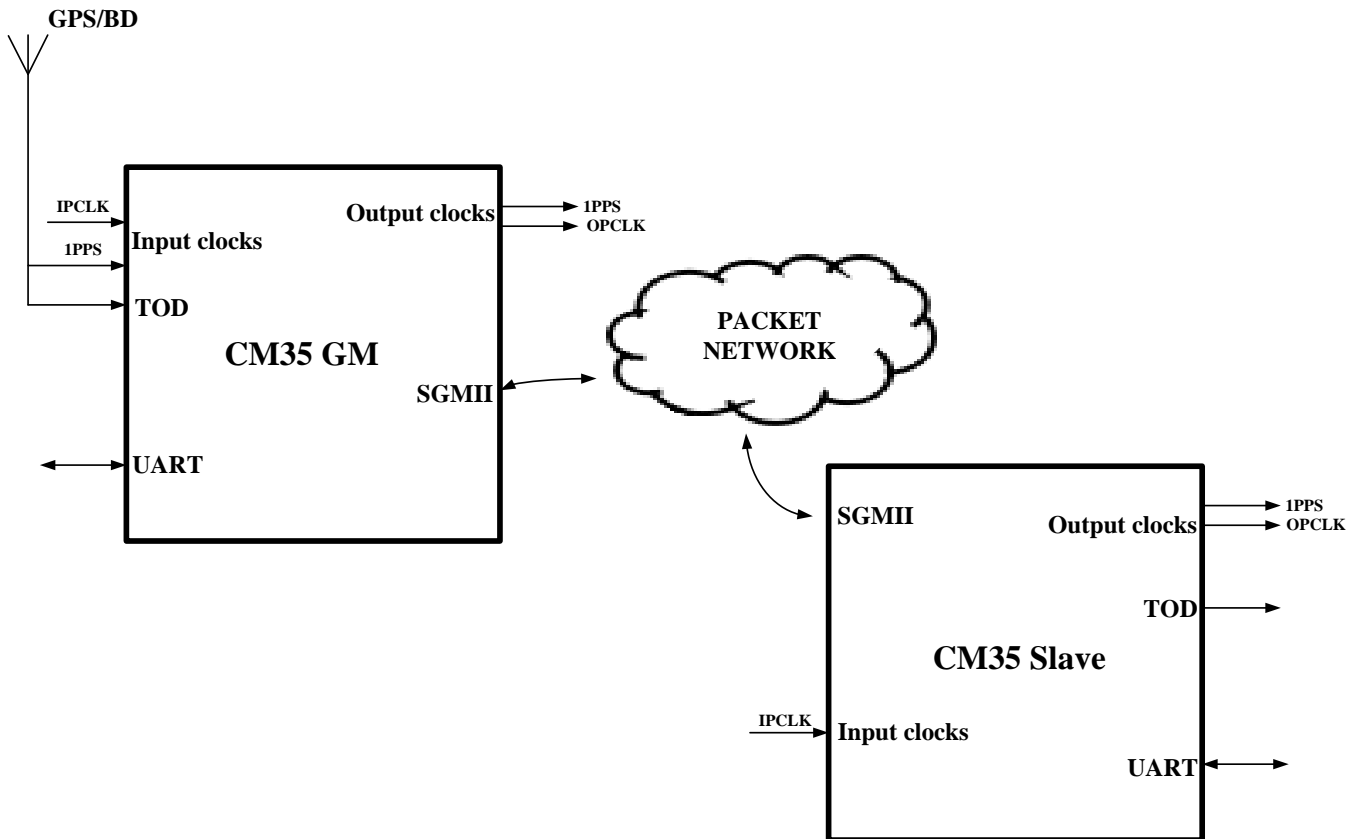 GPS/BD
IPCLK
Input clocks
1PPS
TOD
CM35 GM
UART
Output clocks
1PPS
OPCLK
SGMII
PACKET
NETWORK
SGMII
Output clocks
1PPS
OPCLK
TOD
CM35 Slave
IPCLK
Input clocks
UART